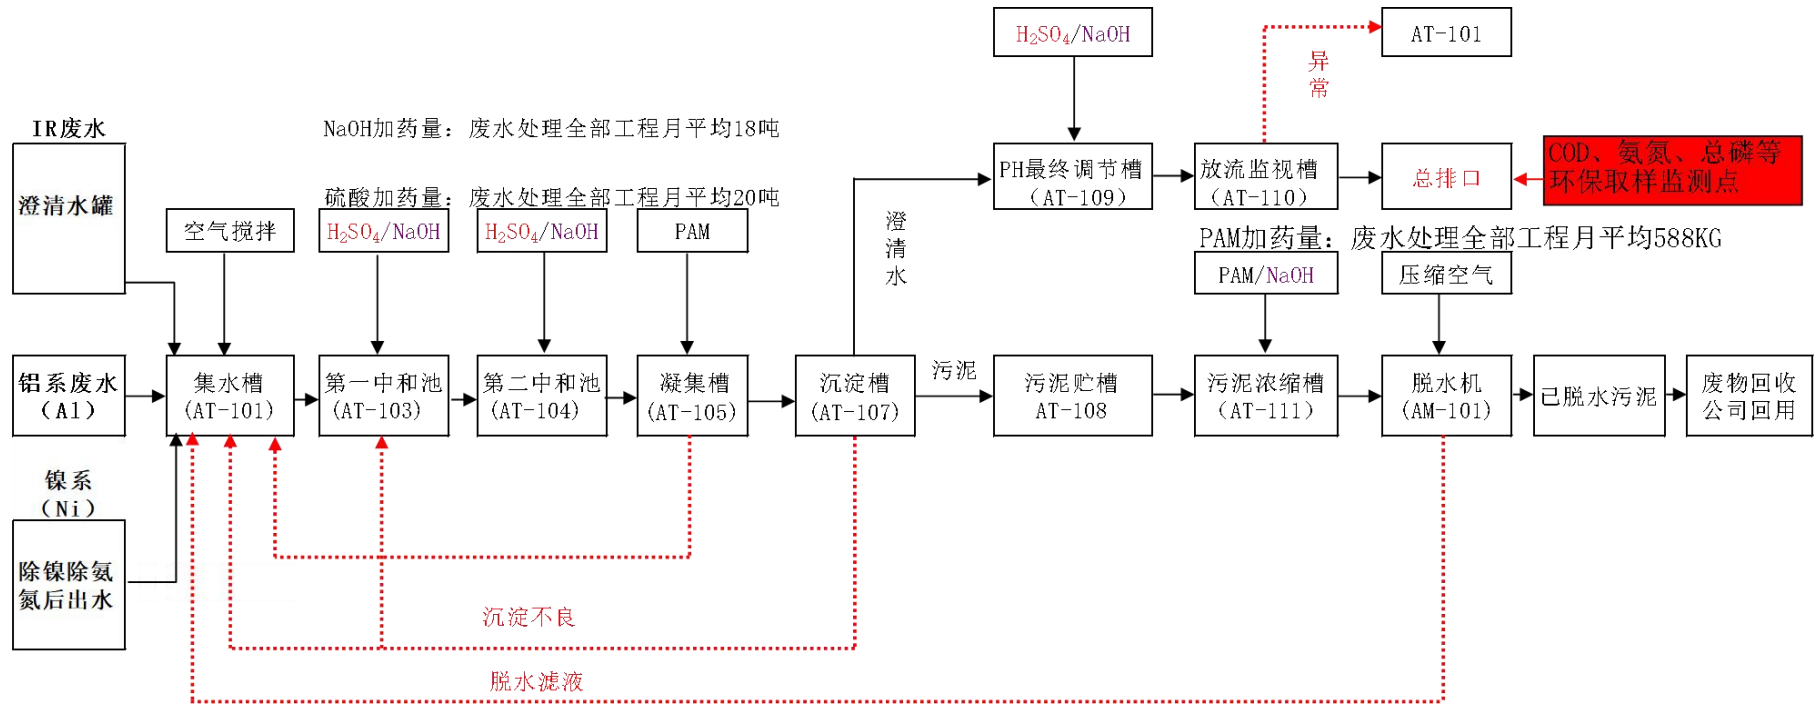 H₂SO₄/NaOH
AT-101
异
常
IR废水
NaOH加药量：废水处理全部工程月平均18吨
PH最终调节槽
（AT-109）
放流监视槽
（AT-110）
总排口
COD、氨氮、总磷等
环保取样监测点
澄清水罐
硫酸加药量：废水处理全部工程月平均20吨
空气搅拌
H₂SO₄/NaOH
H₂SO₄/NaOH
PAM
澄
清
水
PAM加药量：废水处理全部工程月平均588KG
PAM/NaOH
压缩空气
铝系废水
（Al）
集水槽
(AT-101)
第一中和池
(AT-103)
第二中和池
(AT-104)
凝集槽
(AT-105)
沉淀槽
(AT-107)
污泥
污泥贮槽
AT-108
污泥浓缩槽
（AT-111）
脱水机
(AM-101)
已脱水污泥
废物回收
公司回用
镍系
（Ni）
除镍除氨
氮后出水
沉淀不良
脱水滤液